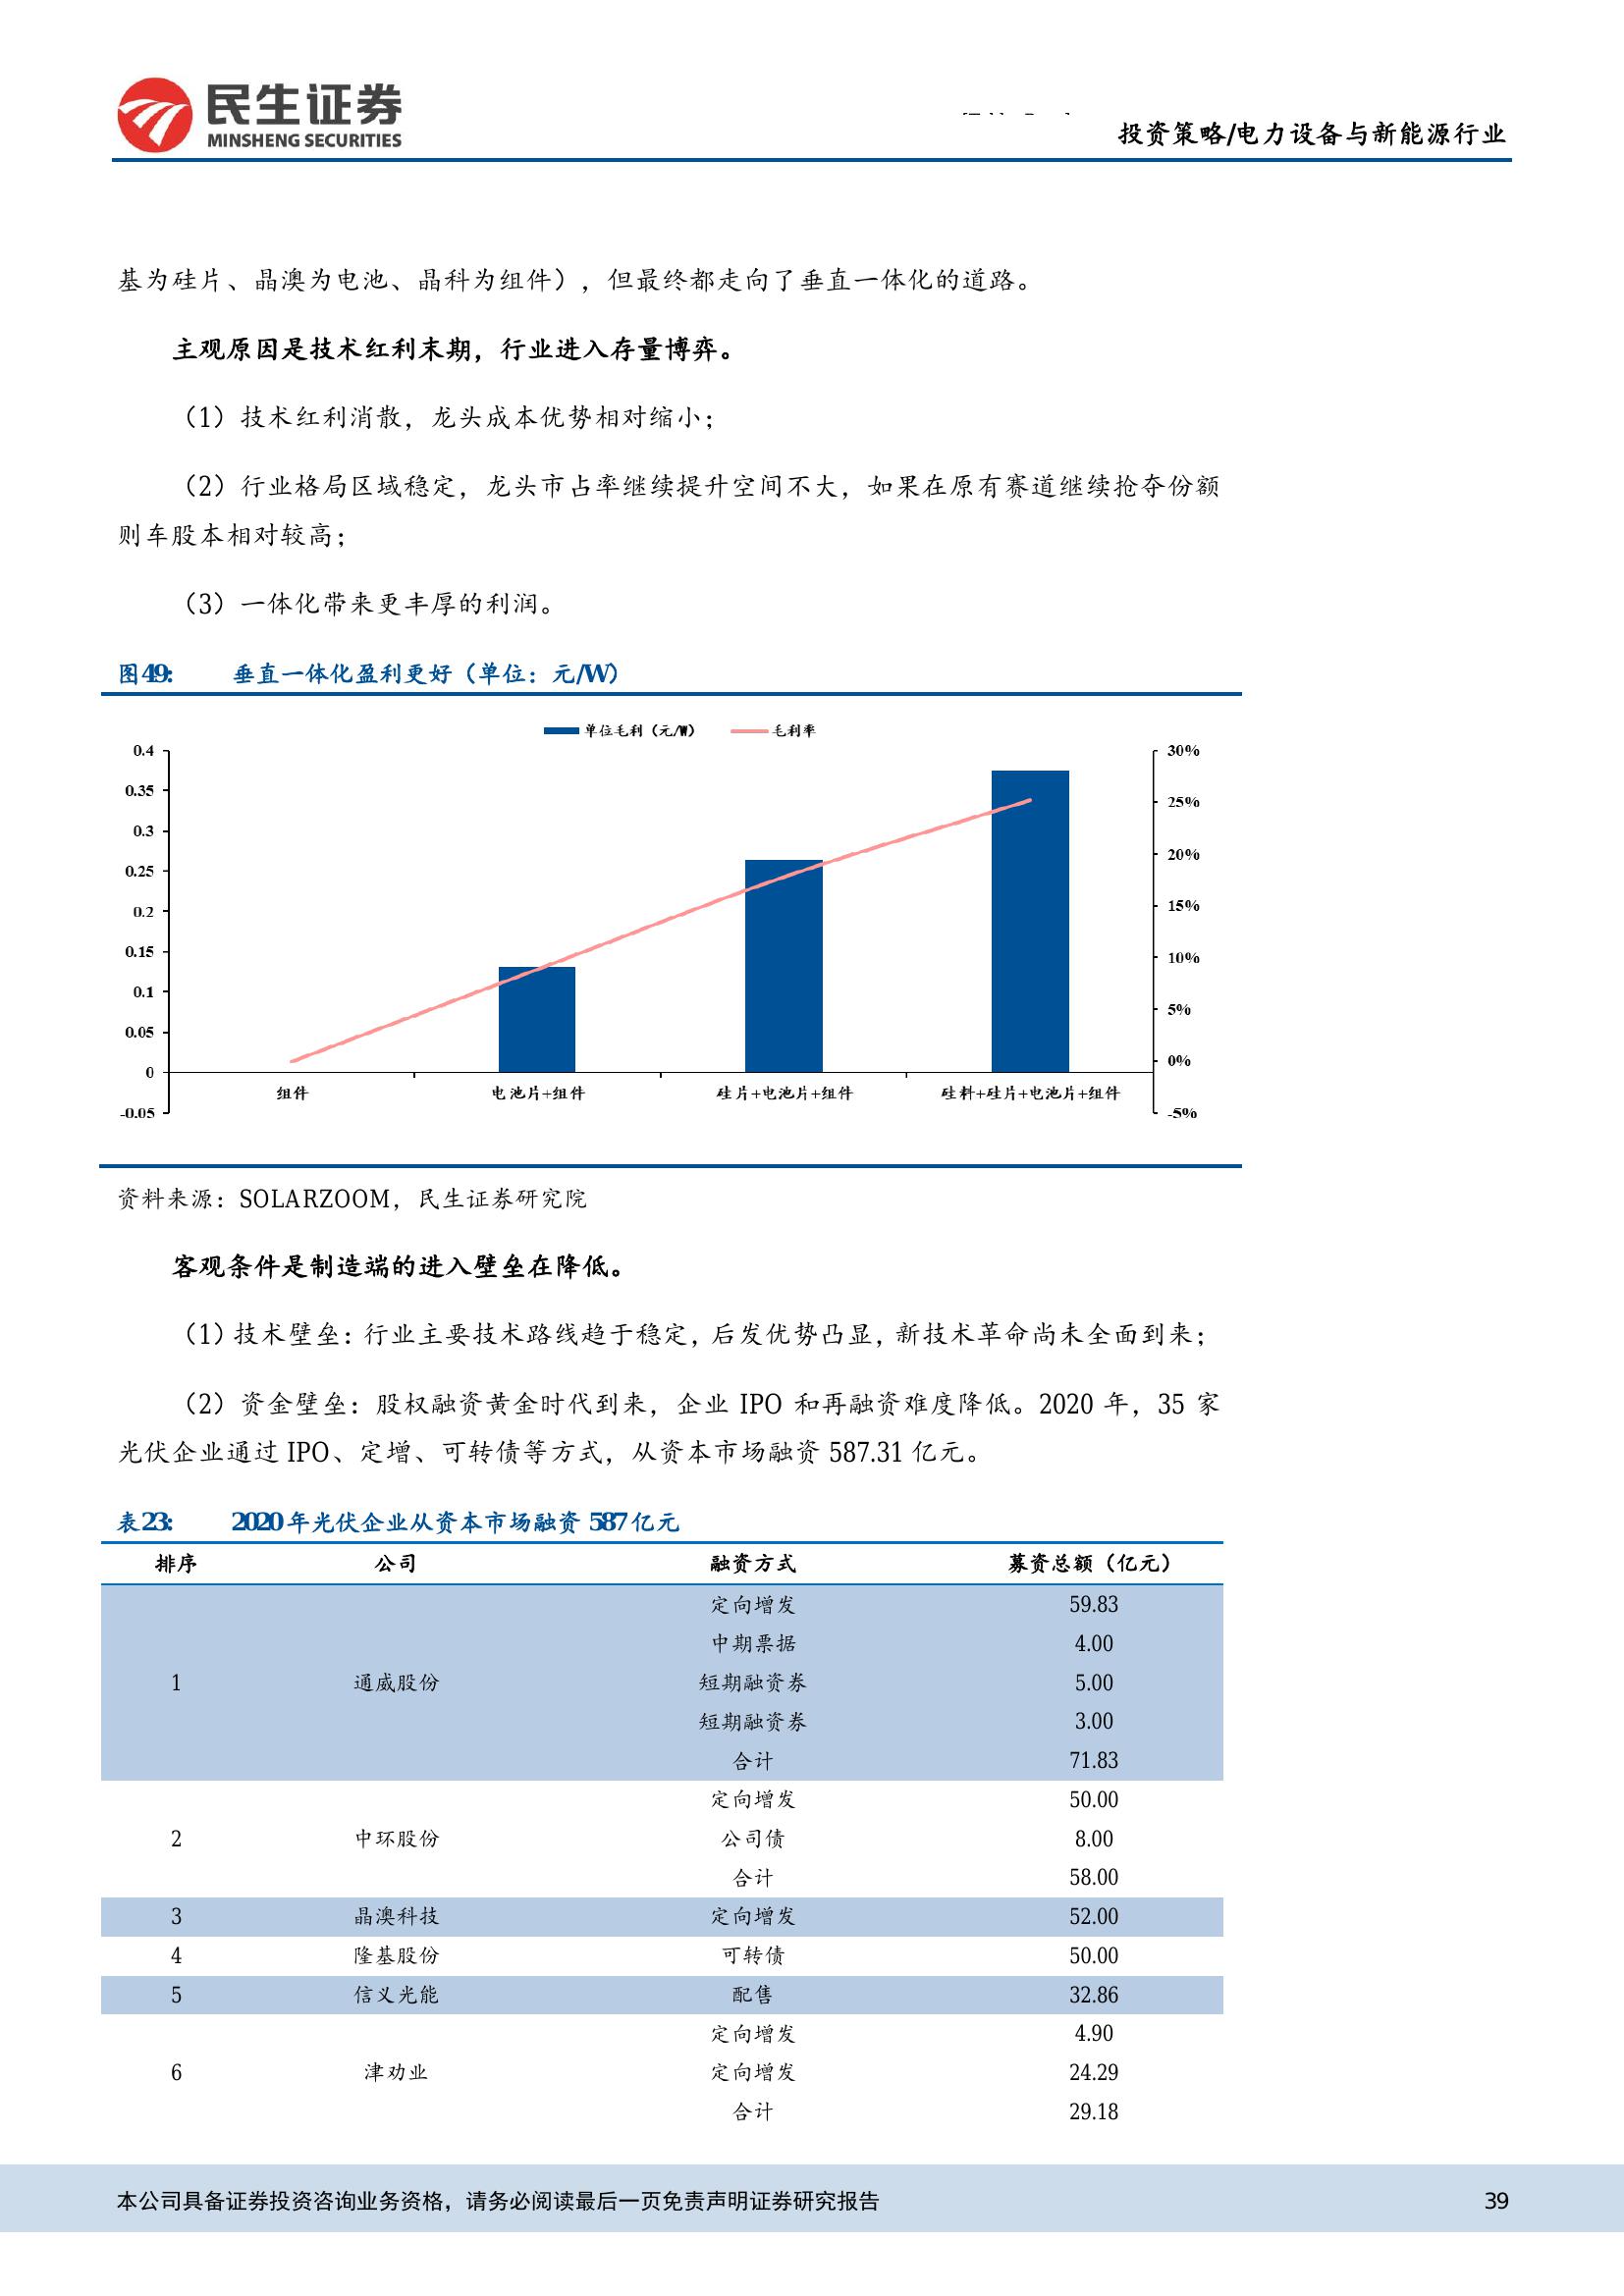 民生证券
MINSHENG SECURITIES
投资策略/电力设备与新能源行业
基为硅片、晶澳为电池、晶科为组件），但最终都走向了垂直一体化的道路。
主观原因是技术红利末期，行业进入存量博弈。
（1）技术红利消散，龙头成本优势相对缩小；
（2）行业格局区域稳定，龙头市占率继续提升空间不大，如果在原有赛道继续抢夺份额
则车股本相对较高；
（3）一体化带来更丰厚的利润。
图49: 垂直一体化盈利更好（单位：元/W）
单位毛利（元/W） 毛利率
0.4 30%
0.35 25%
0.3 20%
0.25 15%
0.2 10%
0.15 5%
0.1 0%
0.05 -5%
0
-0.05
组件 电池片+组件 硅片+电池片+组件 硅料+硅片+电池片+组件
资料来源：SOLARZOOM，民生证券研究院
客观条件是制造端的进入壁垒在降低。
（1）技术壁垒：行业主要技术路线趋于稳定，后发优势凸显，新技术革命尚未全面到来；
（2）资金壁垒：股权融资黄金时代到来，企业 IPO 和再融资难度降低。2020 年，35 家
光伏企业通过 IPO、定增、可转债等方式，从资本市场融资 587.31 亿元。
表23: 2020年光伏企业从资本市场融资 587亿元
排序 公司 融资方式 募资总额（亿元）
定向增发 59.83
中期票据 4.00
1 通威股份 短期融资券 5.00
短期融资券 3.00
合计 71.83
定向增发 50.00
2 中环股份 公司债 8.00
合计 58.00
3 晶澳科技 定向增发 52.00
4 隆基股份 可转债 50.00
5 信义光能 配售 32.86
定向增发 4.90
6 津劝业 定向增发 24.29
合计 29.18
本公司具备证券投资咨询业务资格，请务必阅读最后一页免责声明证券研究报告 39